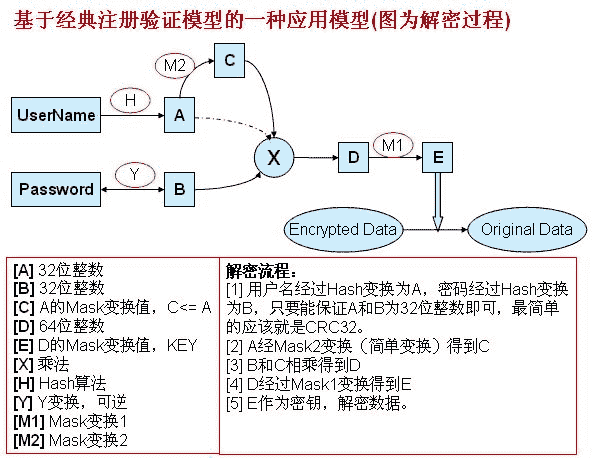 基于经典注册验证模型的一种应用模型(图为解密过程)
M2
C
H
UserName
A
X
D
M1
E
Y
Password
B
Encrypted Data
Original Data
[A] 32位整数
[B] 32位整数
[C] A的Mask变换值，C<= A
[D] 64位整数
[E] D的Mask变换值，KEY
[X] 乘法
[H] Hash算法
[Y] Y变换，可逆
[M1] Mask变换1
[M2] Mask变换2
解密流程：
[1] 用户名经过Hash变换为A，密码经过Hash变换
为B，只要能保证A和B为32位整数即可，最简单
的应该就是CRC32。
[2] A经Mask2变换（简单变换）得到C
[3] B和C相乘得到D
[4] D经过Mask1变换得到E
[5] E作为密钥，解密数据。